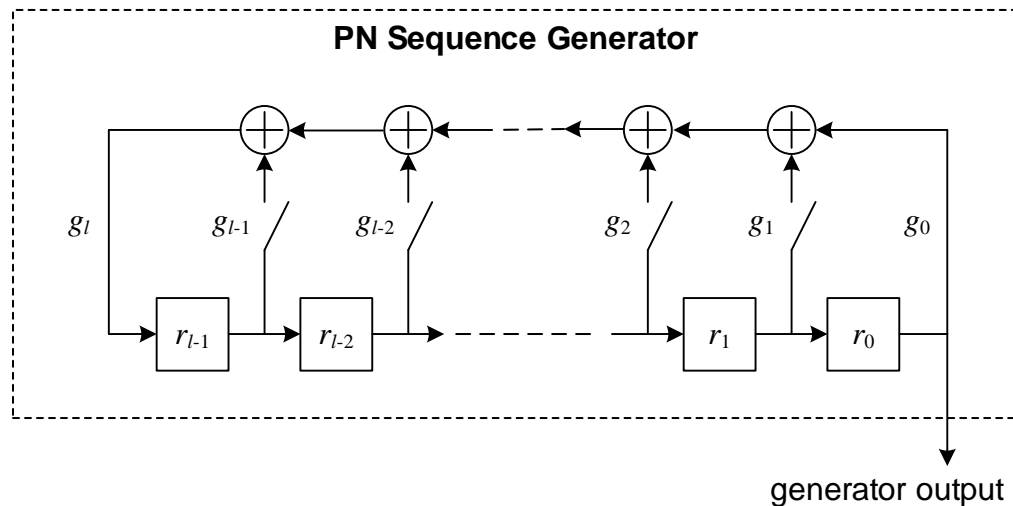 PN Sequence Generator
gl gl-1 gl-2 g2 g1 g0
rl-1 rl-2 r1 r0
generator output